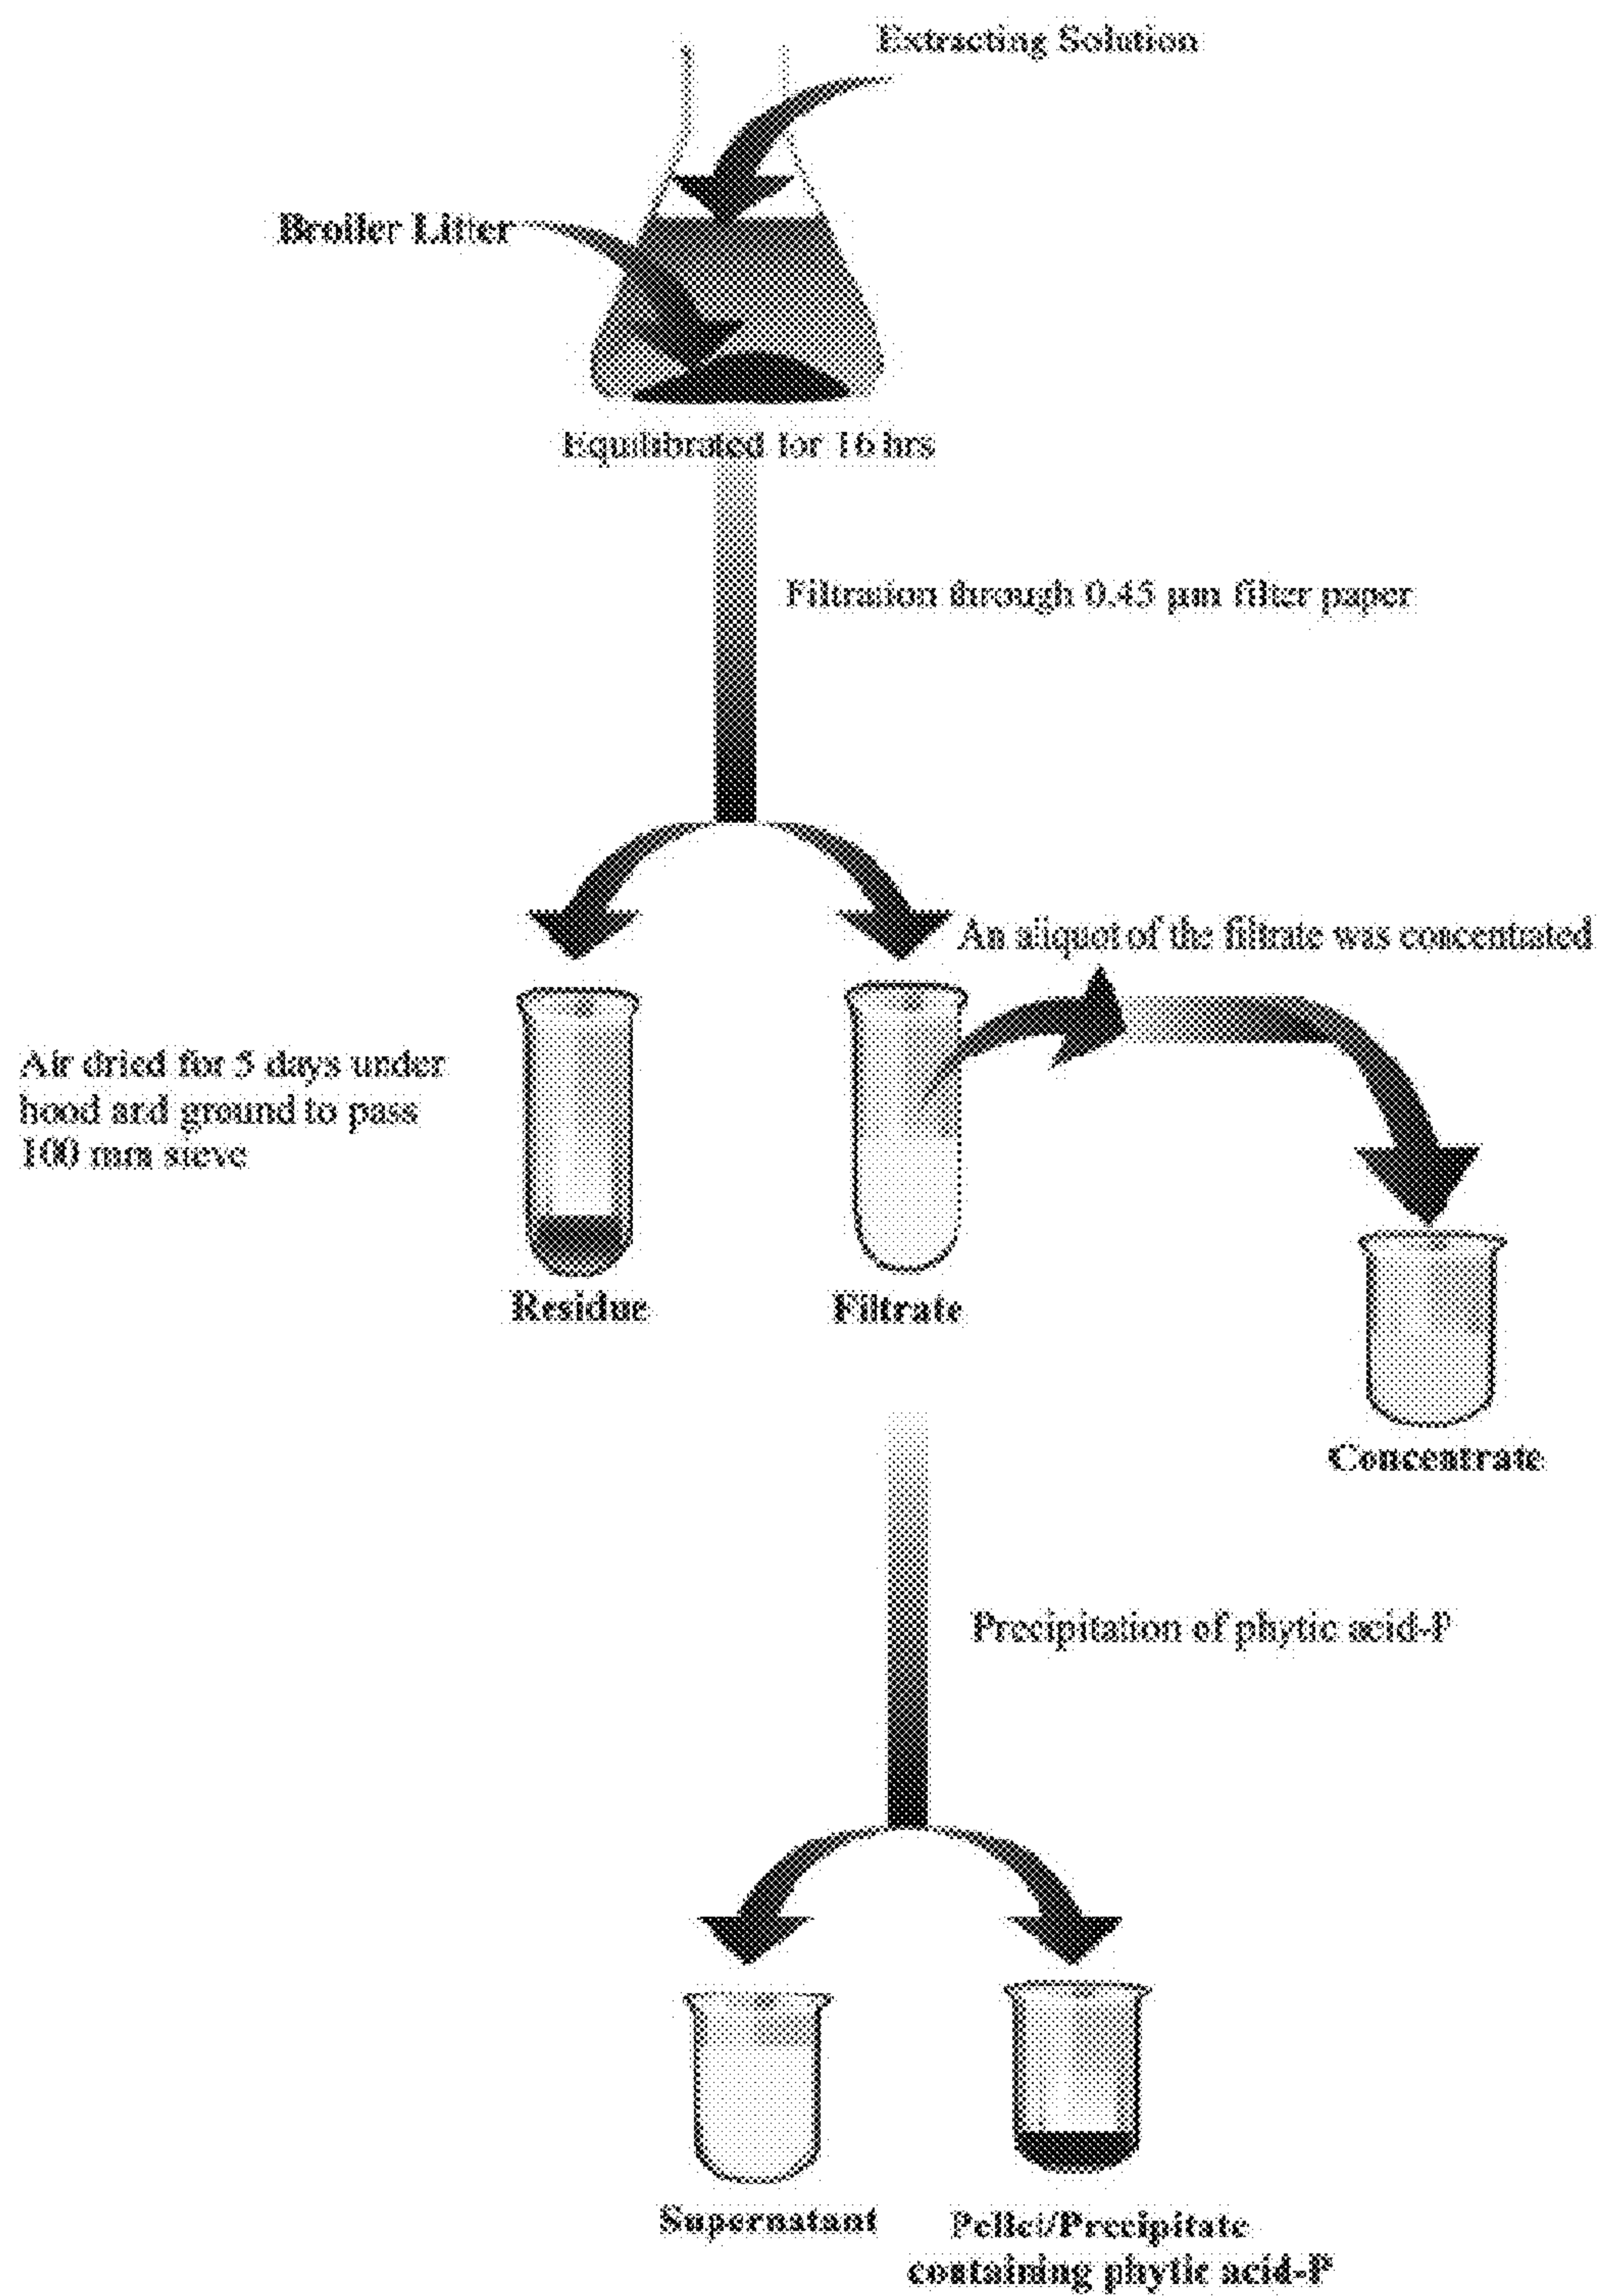 Extracting Solution
Broiler Litter
Equilibrated for 16 hrs
Filtration through 0.45 µm filter paper
An aliquot of the filtrate was concentrated
Air dried for 5 days under
hood and ground to pass
100 mm sieve
Residue
Filtrate
Concentrate
Precipitation of phytic acid-P
Supernatant
Pellet/Precipitate
containing phytic acid-P